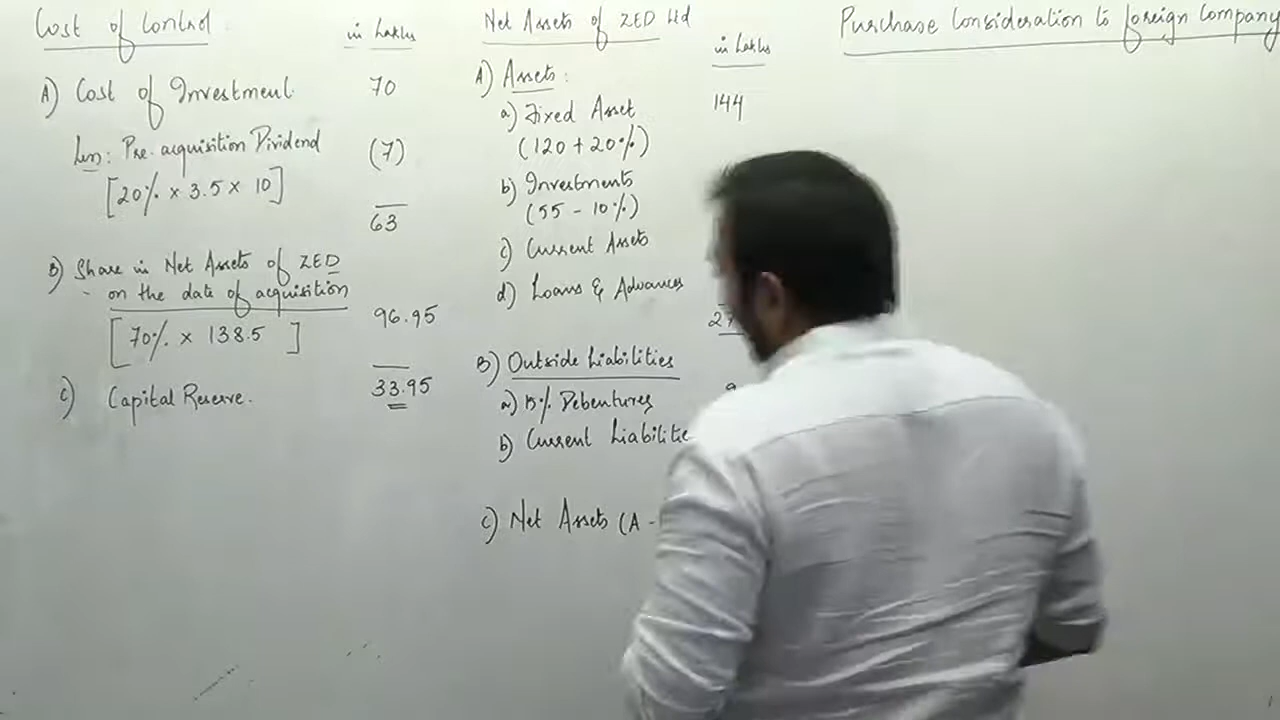 Cost of Control
in Lakhs
A) Cost of Investment 70
Less: Pre-acquisition Dividend (7)
[20% × 3.5 × 10]
63
B) Share in Net Assets of ZED
on the date of acquisition
[70% × 138.5 ] 96.95
C) Capital Reserve. 33.95
Net Assets of ZED Ltd
in Lakhs
A) Assets:
a) Fixed Asset 144
(120 + 20%)
b) Investments
(55 - 10%)
c) Current Assets
d) Loans & Advances
27
B) Outside Liabilities
a) 15% Debentures 9
b) Current Liabilitie
C) Net Assets (A -
Purchase Consideration to foreign Company